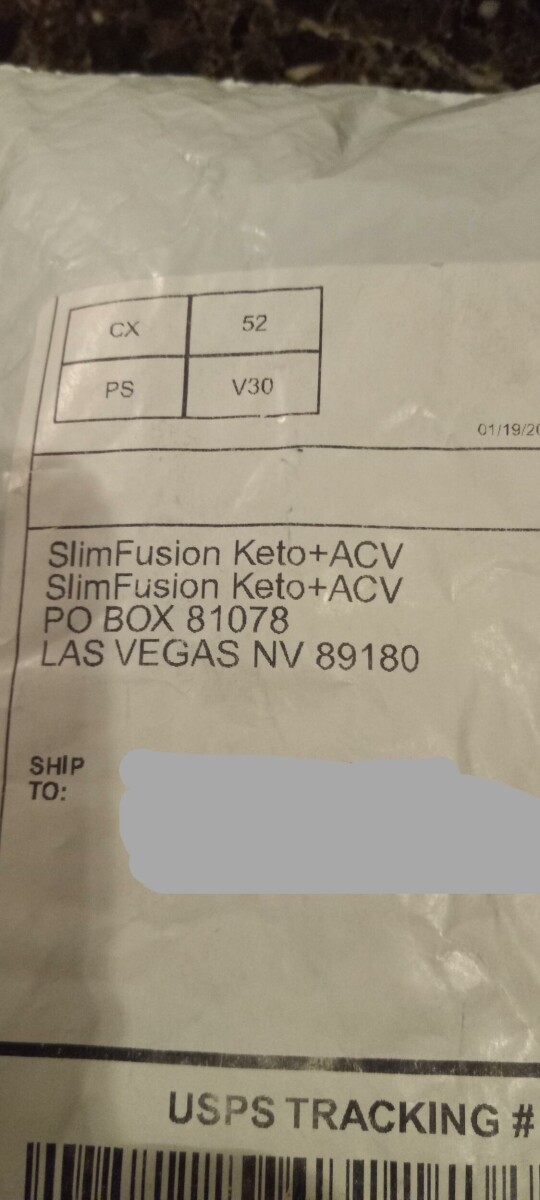 CX 52
PS V30
01/19/20
SlimFusion Keto+ACV
SlimFusion Keto+ACV
PO BOX 81078
LAS VEGAS NV 89180
SHIP
TO:
USPS TRACKING #